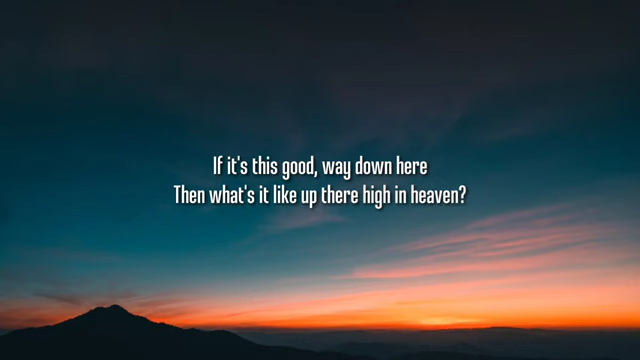 If it's this good, way down here
Then what's it like up there high in heaven?